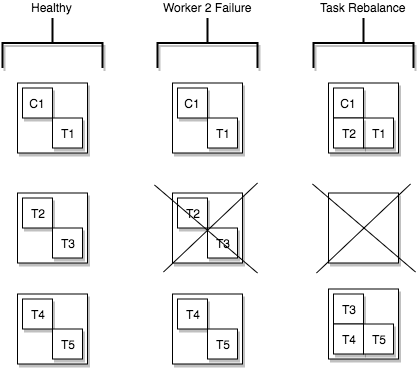 Healthy Worker 2 Failure Task Rebalance
C1 C1 C1
T1 T1 T2 T1
T2 T2
T3 T3
T4 T4 T3
T5 T5 T4 T5